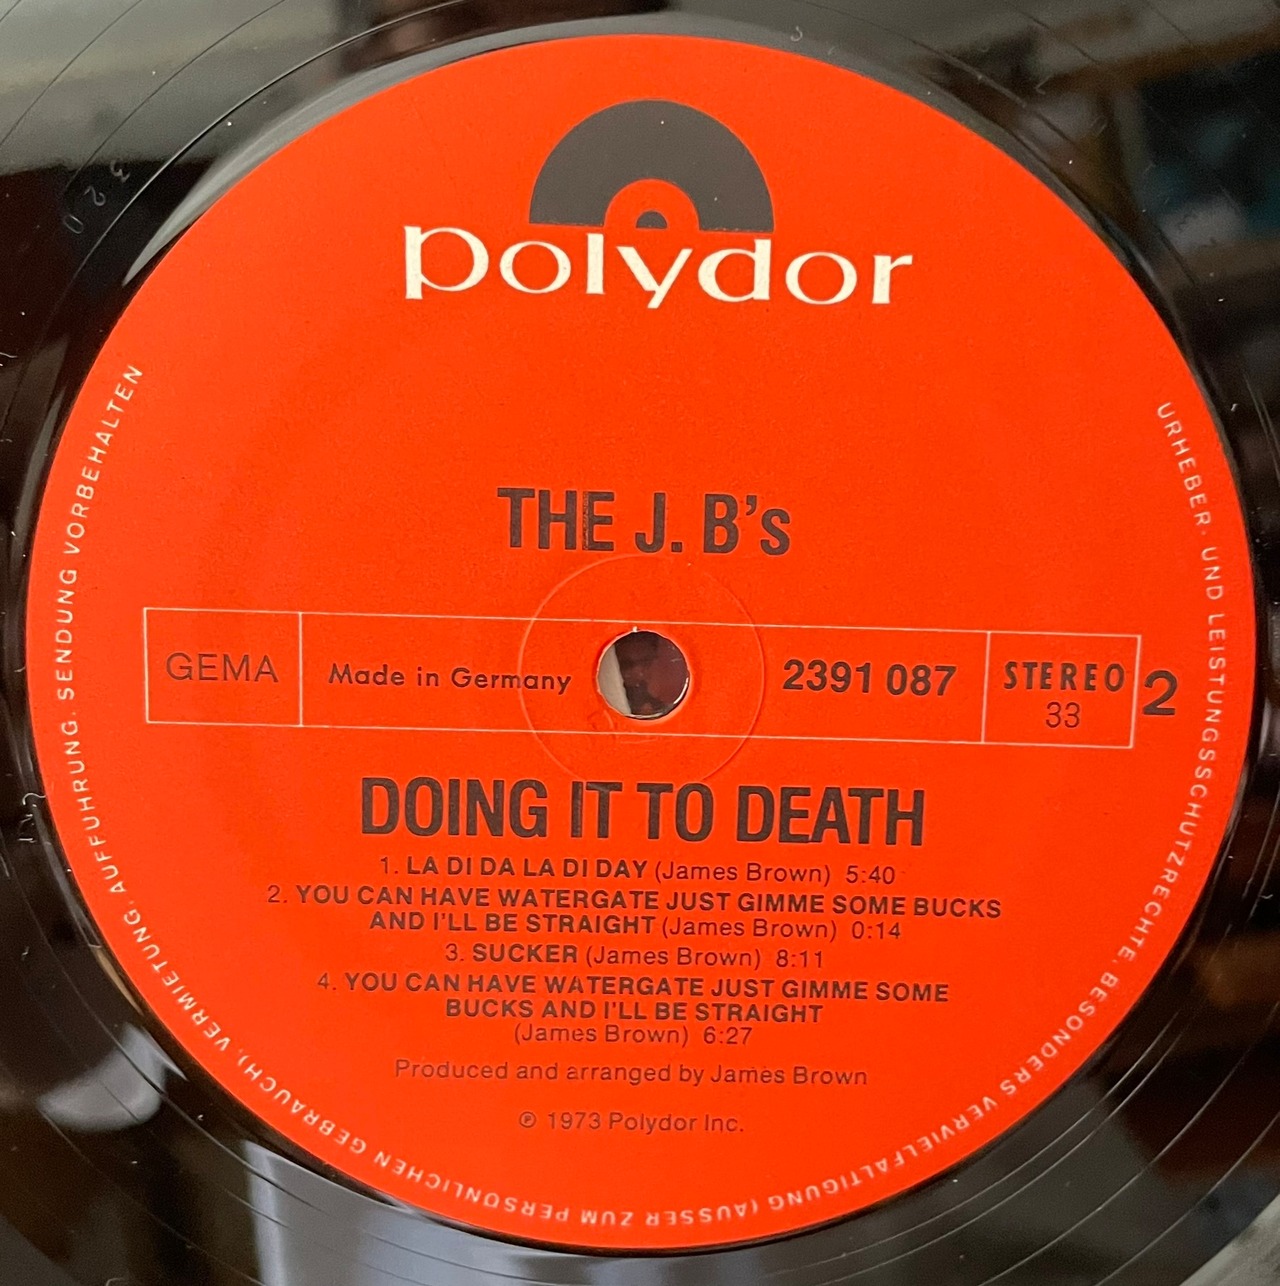 polydor
THE J. B's
GEMA
Made in Germany
2391 087
STEREO
33
2
DOING IT TO DEATH
1. LA DI DA LA DI DAY (James Brown) 5:40
2. YOU CAN HAVE WATERGATE JUST GIMME SOME BUCKS
AND I'LL BE STRAIGHT (James Brown) 0:14
3. SUCKER (James Brown) 8:11
4. YOU CAN HAVE WATERGATE JUST GIMME SOME
BUCKS AND I'LL BE STRAIGHT
(James Brown) 6:27
Produced and arranged by James Brown
℗ 1973 Polydor Inc.
URHEBER- UND LEISTUNGSSCHUTZRECHTE, BESONDERS VERVIELFÄLTIGUNG (AUSSER ZUM PERSÖNLICHEN GEBRAUCH), VERMIETUNG, AUFFÜHRUNG, SENDUNG VORBEHALTEN
320